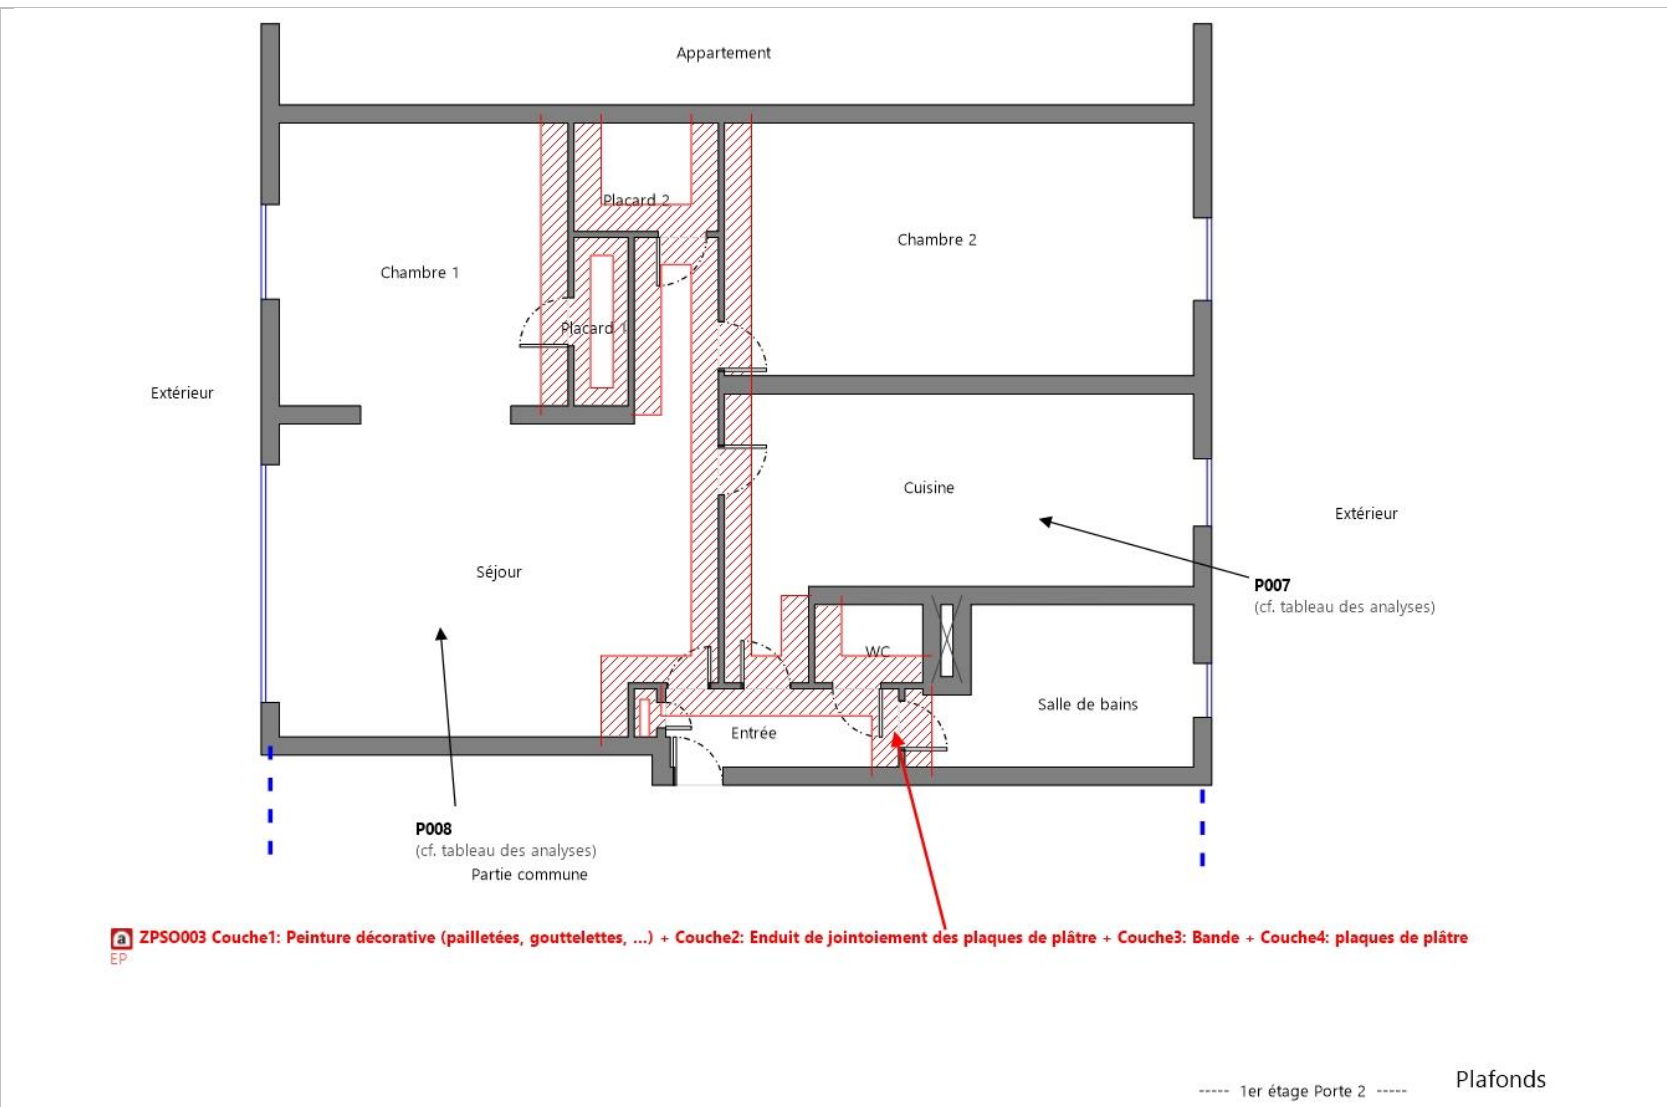 Appartement
Placard 2
Chambre 2
Chambre 1
Placard 1
Extérieur
Cuisine
Extérieur
Séjour
P007
(cf. tableau des analyses)
WC
Salle de bains
Entrée
P008
(cf. tableau des analyses)
Partie commune
a ZPSO003 Couche1: Peinture décorative (pailletées, gouttelettes, ...) + Couche2: Enduit de jointoiement des plaques de plâtre + Couche3: Bande + Couche4: plaques de plâtre
EP
Plafonds
----- 1er étage Porte 2 -----